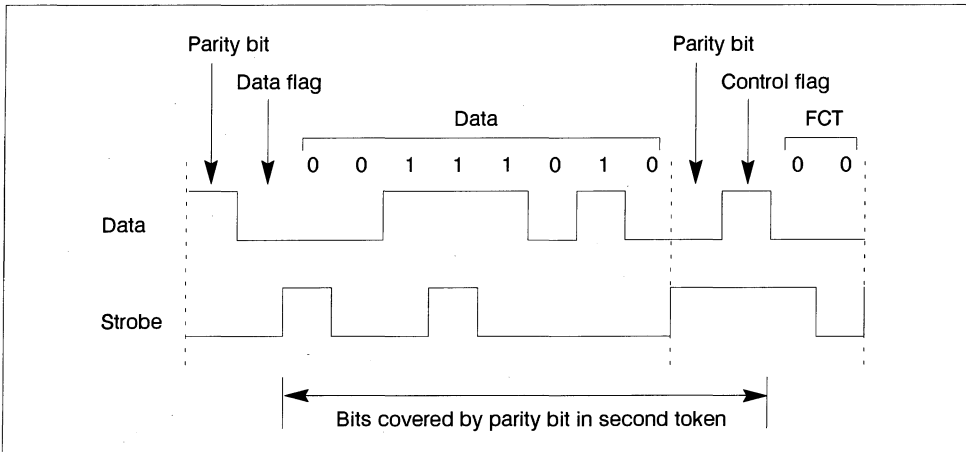 Parity bit Parity bit
Data flag Control flag
Data FCT
0 0 1 1 1 0 1 0 0 0
Data
Strobe
Bits covered by parity bit in second token